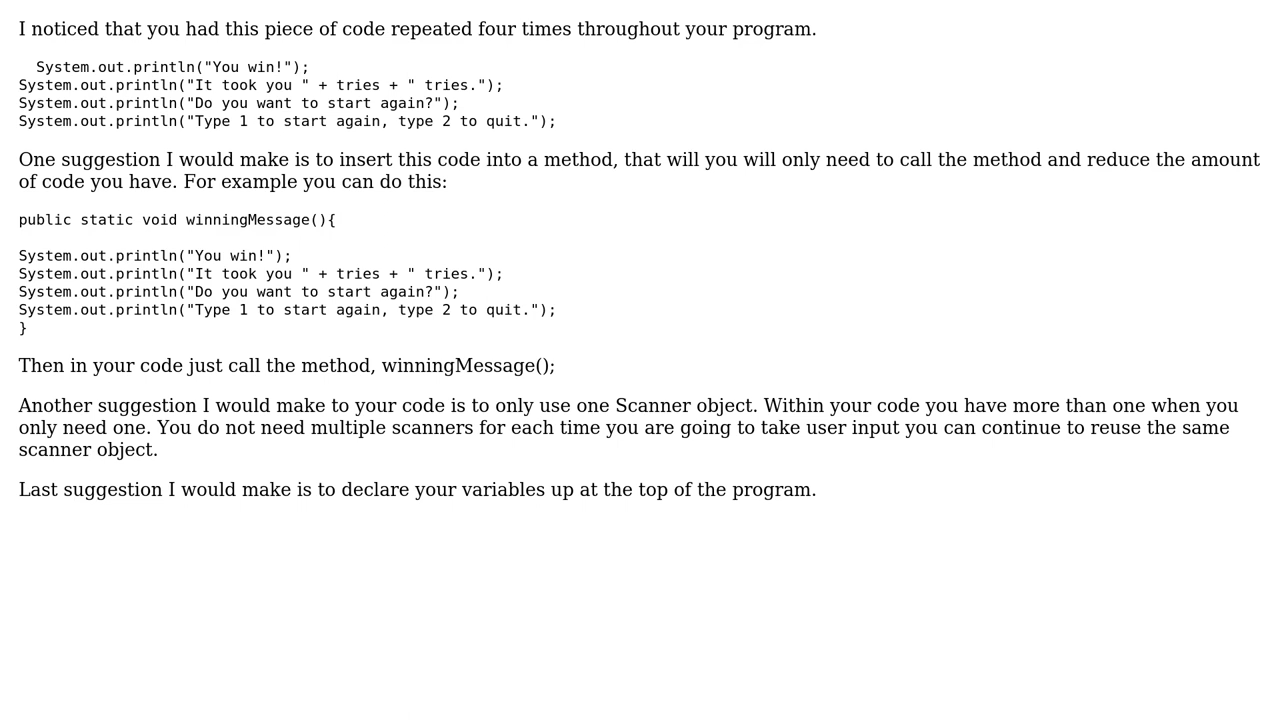 I noticed that you had this piece of code repeated four times throughout your program.
System.out.println("You win!");
System.out.println("It took you " + tries + " tries.");
System.out.println("Do you want to start again?");
System.out.println("Type 1 to start again, type 2 to quit.");
One suggestion I would make is to insert this code into a method, that will you will only need to call the method and reduce the amount
of code you have. For example you can do this:
public static void winningMessage(){
System.out.println("You win!");
System.out.println("It took you " + tries + " tries.");
System.out.println("Do you want to start again?");
System.out.println("Type 1 to start again, type 2 to quit.");
}
Then in your code just call the method, winningMessage();
Another suggestion I would make to your code is to only use one Scanner object. Within your code you have more than one when you
only need one. You do not need multiple scanners for each time you are going to take user input you can continue to reuse the same
scanner object.
Last suggestion I would make is to declare your variables up at the top of the program.